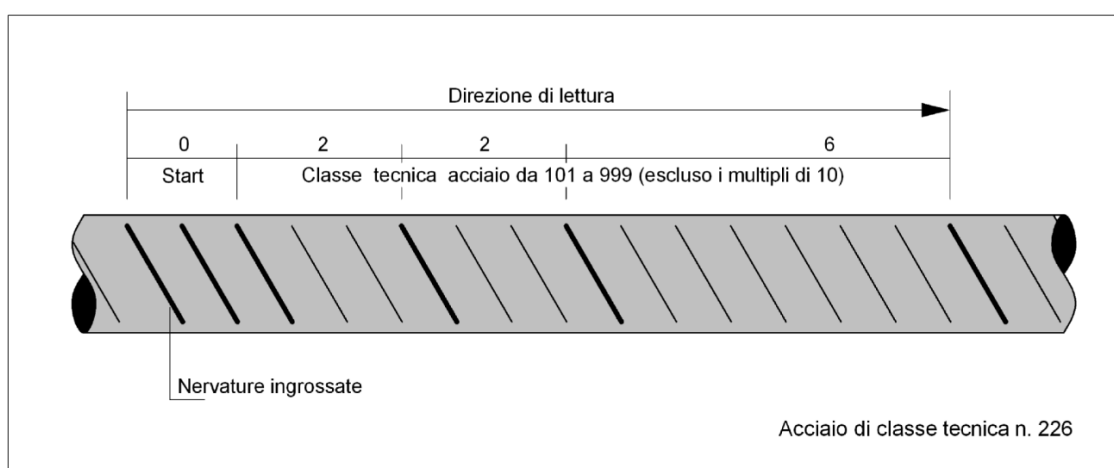 Direzione di lettura
0 2 2 6
Start Classe tecnica acciaio da 101 a 999 (escluso i multipli di 10)
Nervature ingrossate
Acciaio di classe tecnica n. 226